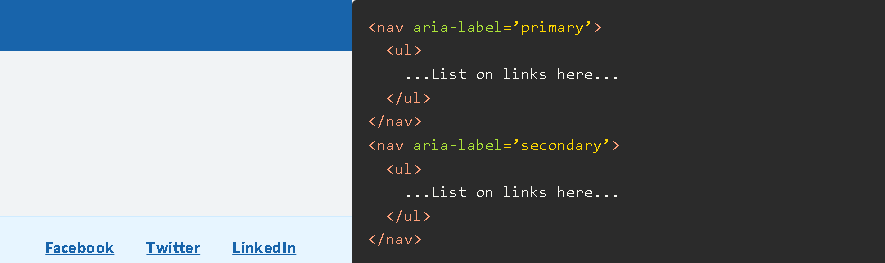 <nav aria-label=’primary’>
<ul>
...List on links here...
</ul>
</nav>
<nav aria-label=’secondary’>
<ul>
...List on links here...
</ul>
</nav>
Facebook Twitter LinkedIn